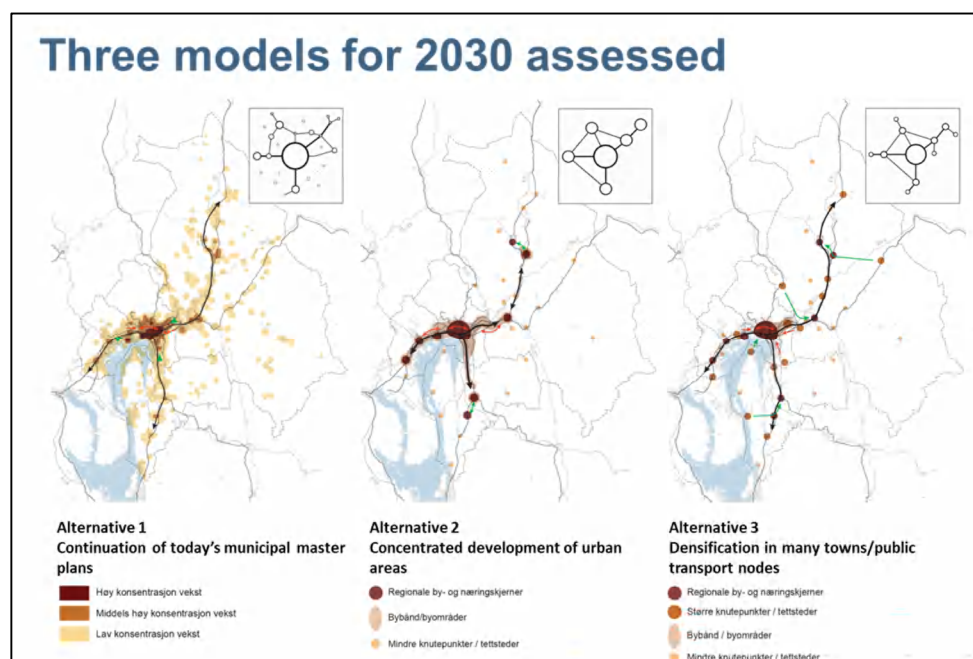 Three models for 2030 assessed
Alternative 1
Continuation of today's municipal master
plans
Høy konsentrasjon vekst
Middels høy konsentrasjon vekst
Lav konsentrasjon vekst
Alternative 2
Concentrated development of urban
areas
Regionale by- og næringskjerner
Bybånd/byområder
Mindre knutepunkter / tettsteder
Alternative 3
Densification in many towns/public
transport nodes
Regionale by- og næringskjerner
Større knutepunkter / tettsteder
Bybånd / byområder
Mindre knutepunkter / tettsteder